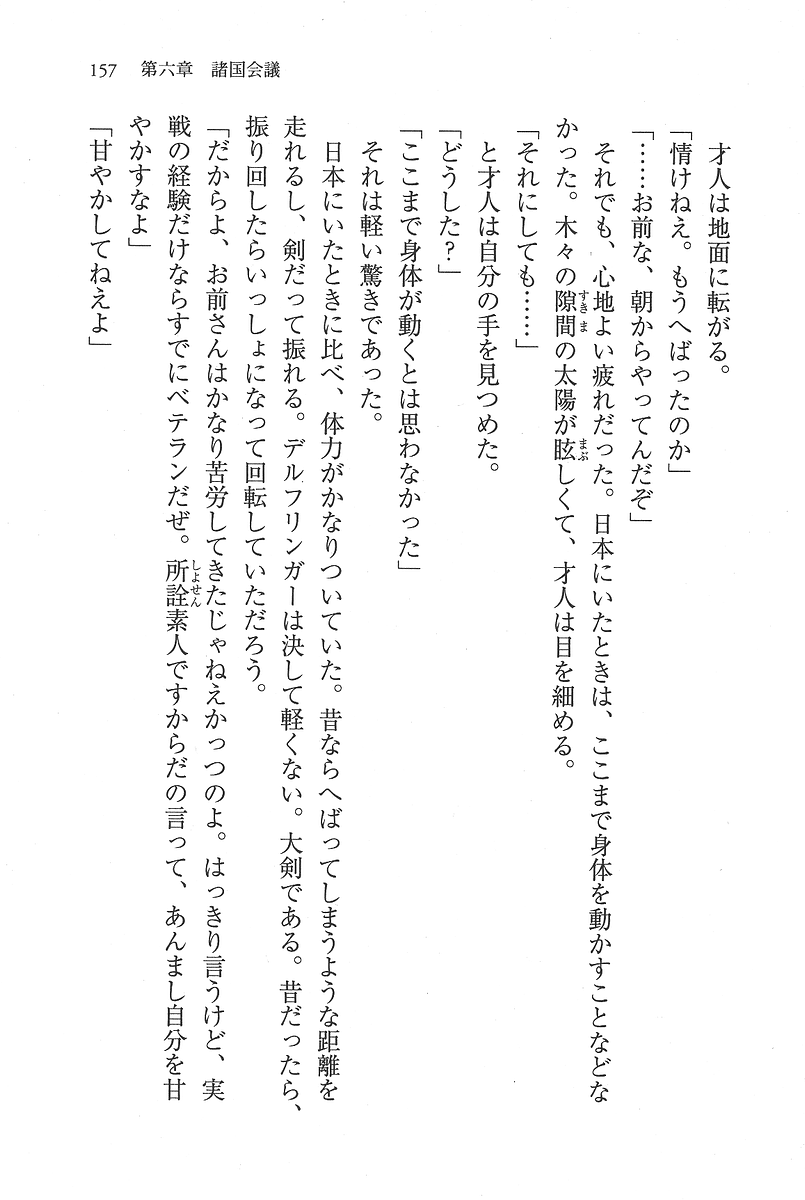 157　第六章　諸国会議
　才人は地面に転がる。
「情けねえ。もうへばったのか」
「……お前な、朝からやってんだぞ」
　それでも、心地よい疲れだった。日本にいたときは、ここまで身体を動かすことなどな
かった。木々の隙間の太陽が眩しくて、才人は目を細める。
「それにしても……」
　と才人は自分の手を見つめた。
「どうした？」
「ここまで身体が動くとは思わなかった」
　それは軽い驚きであった。
　日本にいたときに比べ、体力がかなりついていた。昔ならへばってしまうような距離を
走れるし、剣だって振れる。デルフリンガーは決して軽くない。大剣である。昔だったら、
振り回したらいっしょになって回転していただろう。
「だからよ、お前さんはかなり苦労してきたじゃねえかっつのよ。はっきり言うけど、実
戦の経験だけならすでにベテランだぜ。所詮素人ですからだの言って、あんまし自分を甘
やかすなよ」
「甘やかしてねえよ」